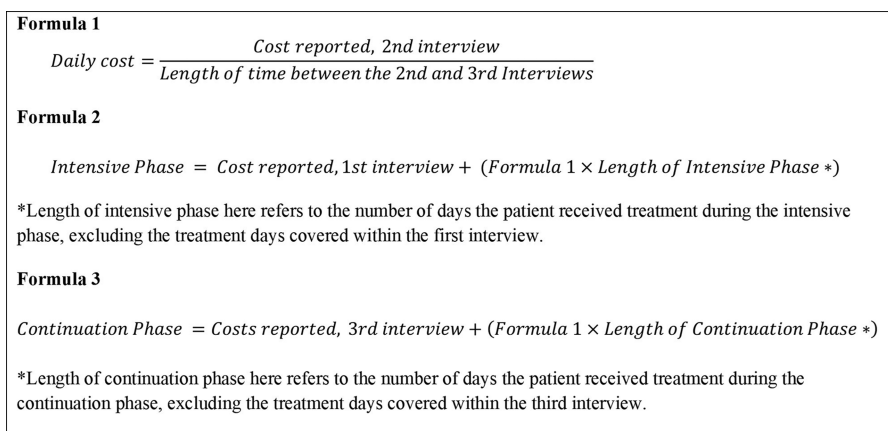 Formula 1
Daily cost = Cost reported, 2nd interview / Length of time between the 2nd and 3rd Interviews
Formula 2
Intensive Phase = Cost reported, 1st interview + (Formula 1 × Length of Intensive Phase *)
*Length of intensive phase here refers to the number of days the patient received treatment during the intensive
phase, excluding the treatment days covered within the first interview.
Formula 3
Continuation Phase = Costs reported, 3rd interview + (Formula 1 × Length of Continuation Phase *)
*Length of continuation phase here refers to the number of days the patient received treatment during the
continuation phase, excluding the treatment days covered within the third interview.